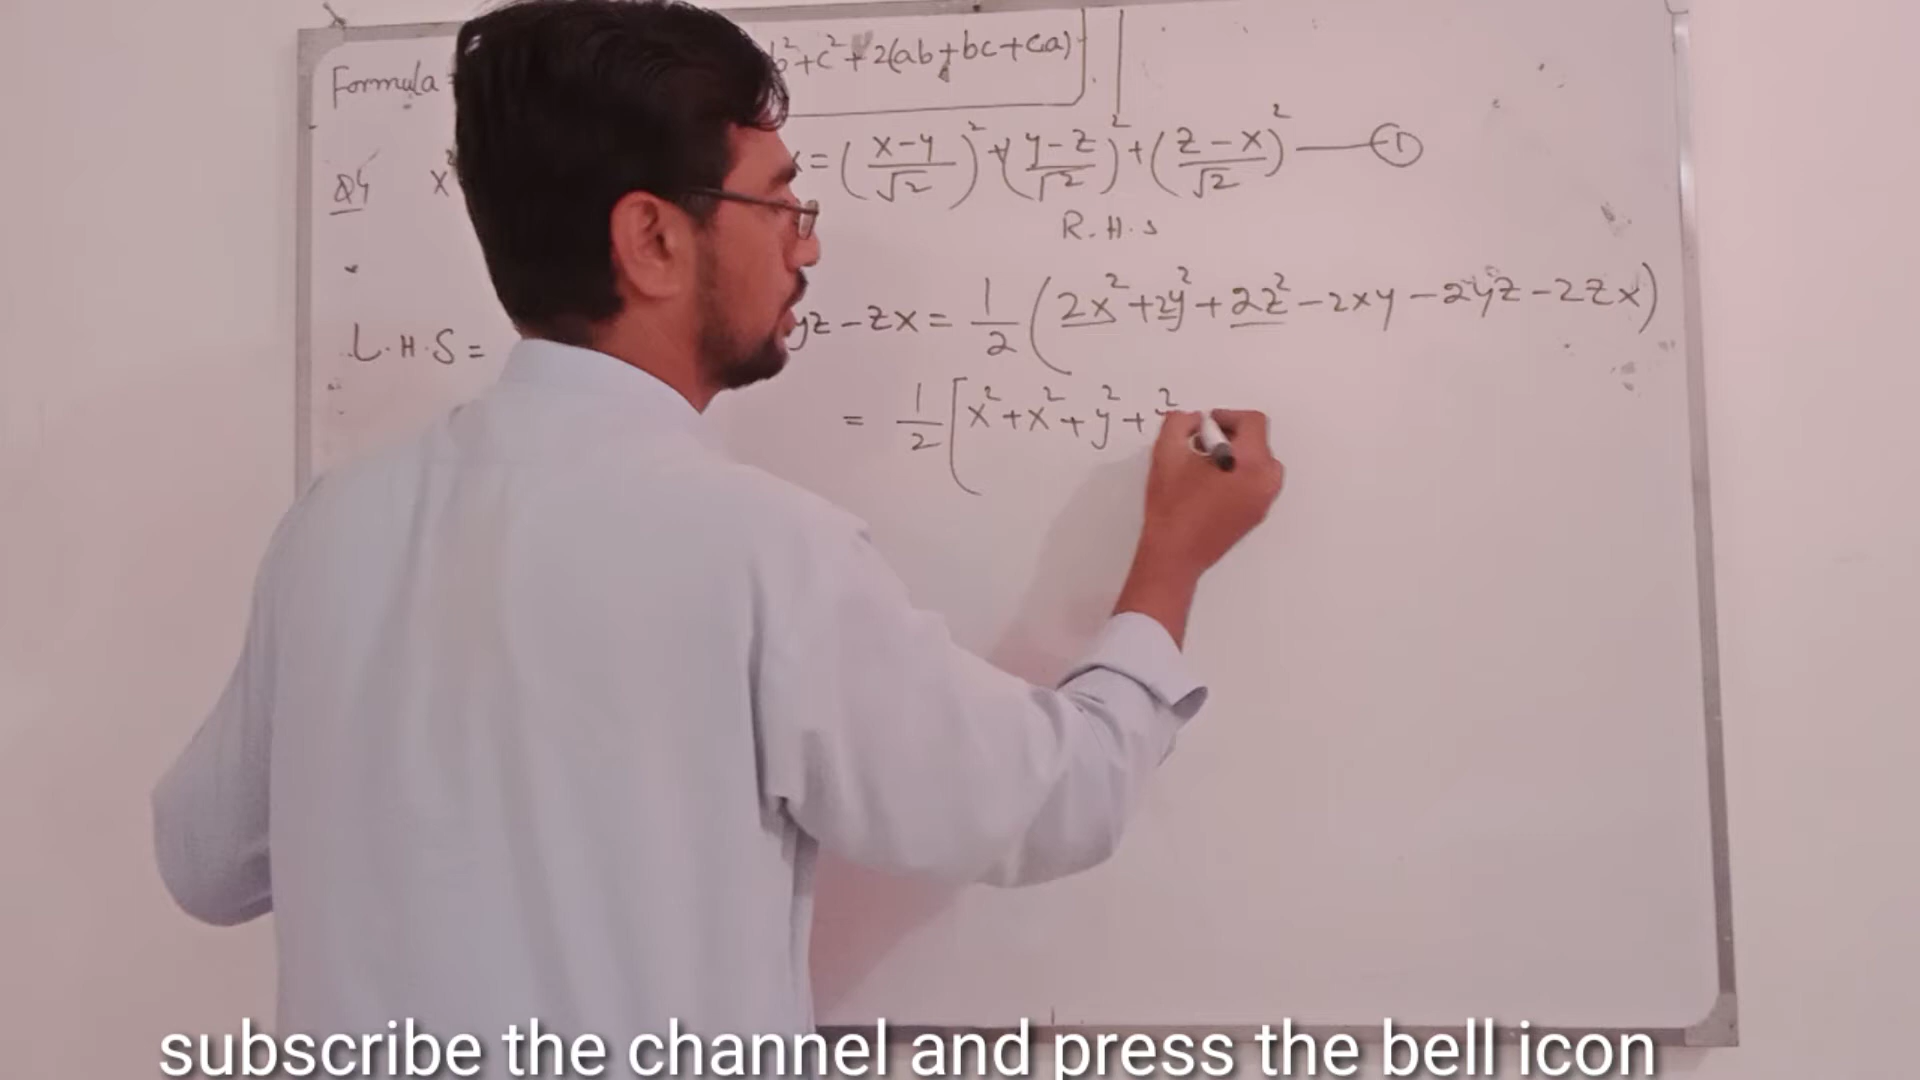 Formula b²+c²+2(ab+bc+ca)
Q4 x² x = (x-y/√2)² + (y-z/√2)² + (z-x/√2)² — 1
R.H.S
L.H.S = yz - zx = 1/2 (2x²+2y²+2z²-2xy-2yz-2zx)
= 1/2 [x²+x²+y²+
subscribe the channel and press the bell icon